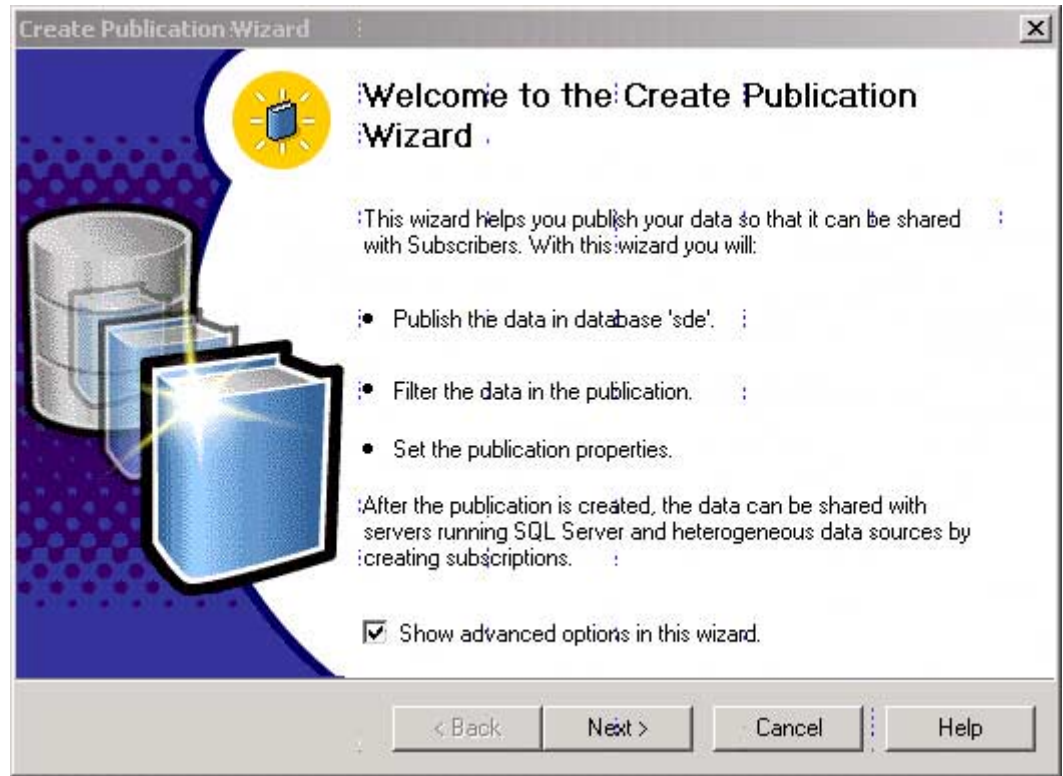 Create Publication Wizard
Welcome to the Create Publication
Wizard
This wizard helps you publish your data so that it can be shared
with Subscribers. With this wizard you will:
• Publish the data in database 'sde'.
• Filter the data in the publication.
• Set the publication properties.
After the publication is created, the data can be shared with
servers running SQL Server and heterogeneous data sources by
creating subscriptions.
Show advanced options in this wizard.
< Back Next > Cancel Help